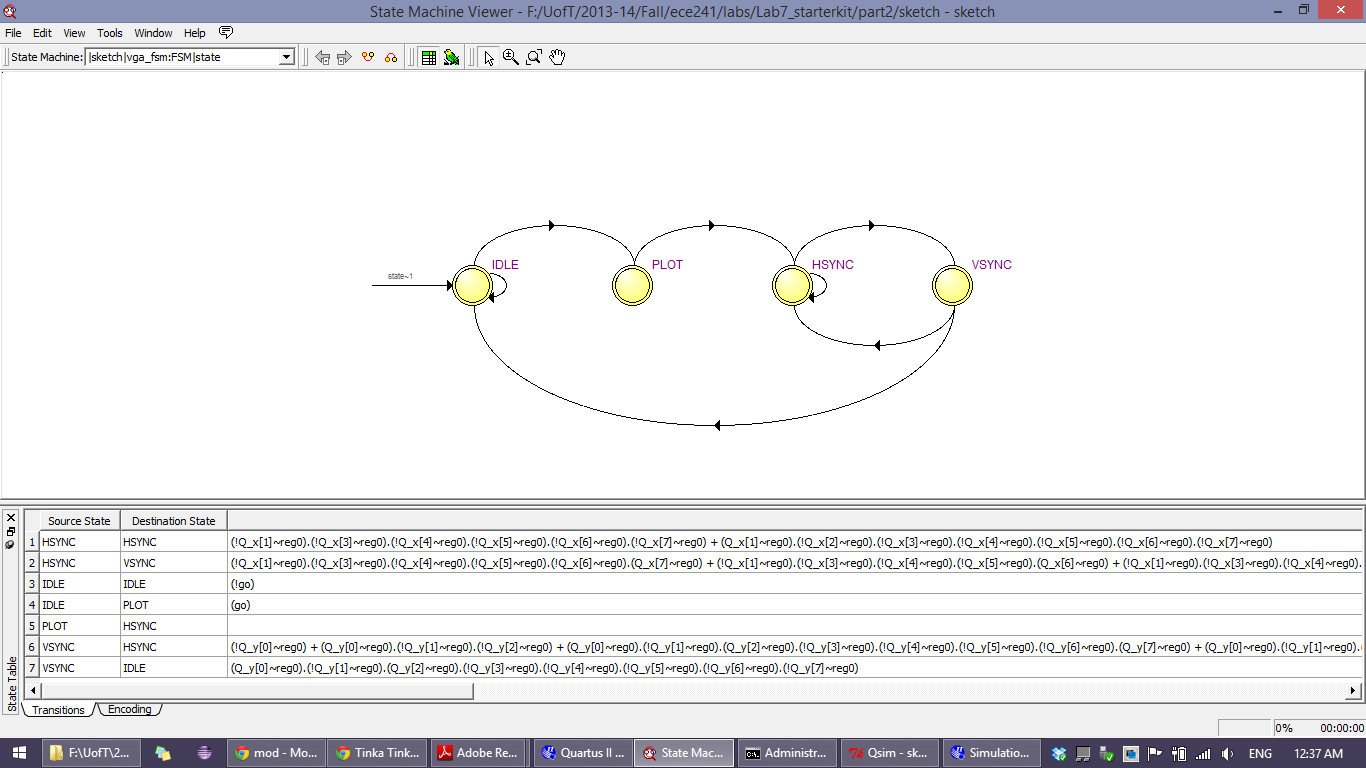 State Machine Viewer - F:/UofT/2013-14/Fall/ece241/labs/Lab7_starterkit/part2/sketch - sketch
File Edit View Tools Window Help
State Machine: |sketch|vga_fsm:FSM|state
state~1
IDLE PLOT HSYNC VSYNC
Source State Destination State
1 HSYNC HSYNC (!Q_x[1]~reg0).(!Q_x[3]~reg0).(!Q_x[4]~reg0).(!Q_x[5]~reg0).(!Q_x[6]~reg0).(!Q_x[7]~reg0) + (Q_x[1]~reg0).(!Q_x[2]~reg0).(!Q_x[3]~reg0).(!Q_x[4]~reg0).(!Q_x[5]~reg0).(!Q_x[6]~reg0).(!Q_x[7]~reg0)
2 HSYNC VSYNC (!Q_x[1]~reg0).(!Q_x[3]~reg0).(!Q_x[4]~reg0).(!Q_x[5]~reg0).(!Q_x[6]~reg0).(Q_x[7]~reg0) + (!Q_x[1]~reg0).(!Q_x[3]~reg0).(!Q_x[4]~reg0).(!Q_x[5]~reg0).(Q_x[6]~reg0) + (!Q_x[1]~reg0).(!Q_x[3]~reg0).(!Q_x[4]~reg0).
3 IDLE IDLE (!go)
4 IDLE PLOT (go)
5 PLOT HSYNC
6 VSYNC HSYNC (!Q_y[0]~reg0) + (Q_y[0]~reg0).(!Q_y[1]~reg0).(!Q_y[2]~reg0) + (Q_y[0]~reg0).(!Q_y[1]~reg0).(Q_y[2]~reg0).(!Q_y[3]~reg0).(!Q_y[4]~reg0).(!Q_y[5]~reg0).(!Q_y[6]~reg0).(Q_y[7]~reg0) + (Q_y[0]~reg0).(!Q_y[1]~reg0).
7 VSYNC IDLE (Q_y[0]~reg0).(!Q_y[1]~reg0).(Q_y[2]~reg0).(!Q_y[3]~reg0).(!Q_y[4]~reg0).(!Q_y[5]~reg0).(!Q_y[6]~reg0).(!Q_y[7]~reg0)
State Table
Transitions Encoding
0% 00:00:00
F:\UofT\2... mod - Mo... Tinka Tink... Adobe Re... Quartus II ... State Mac... Administr... Qsim - sk... Simulatio... ENG 12:37 AM